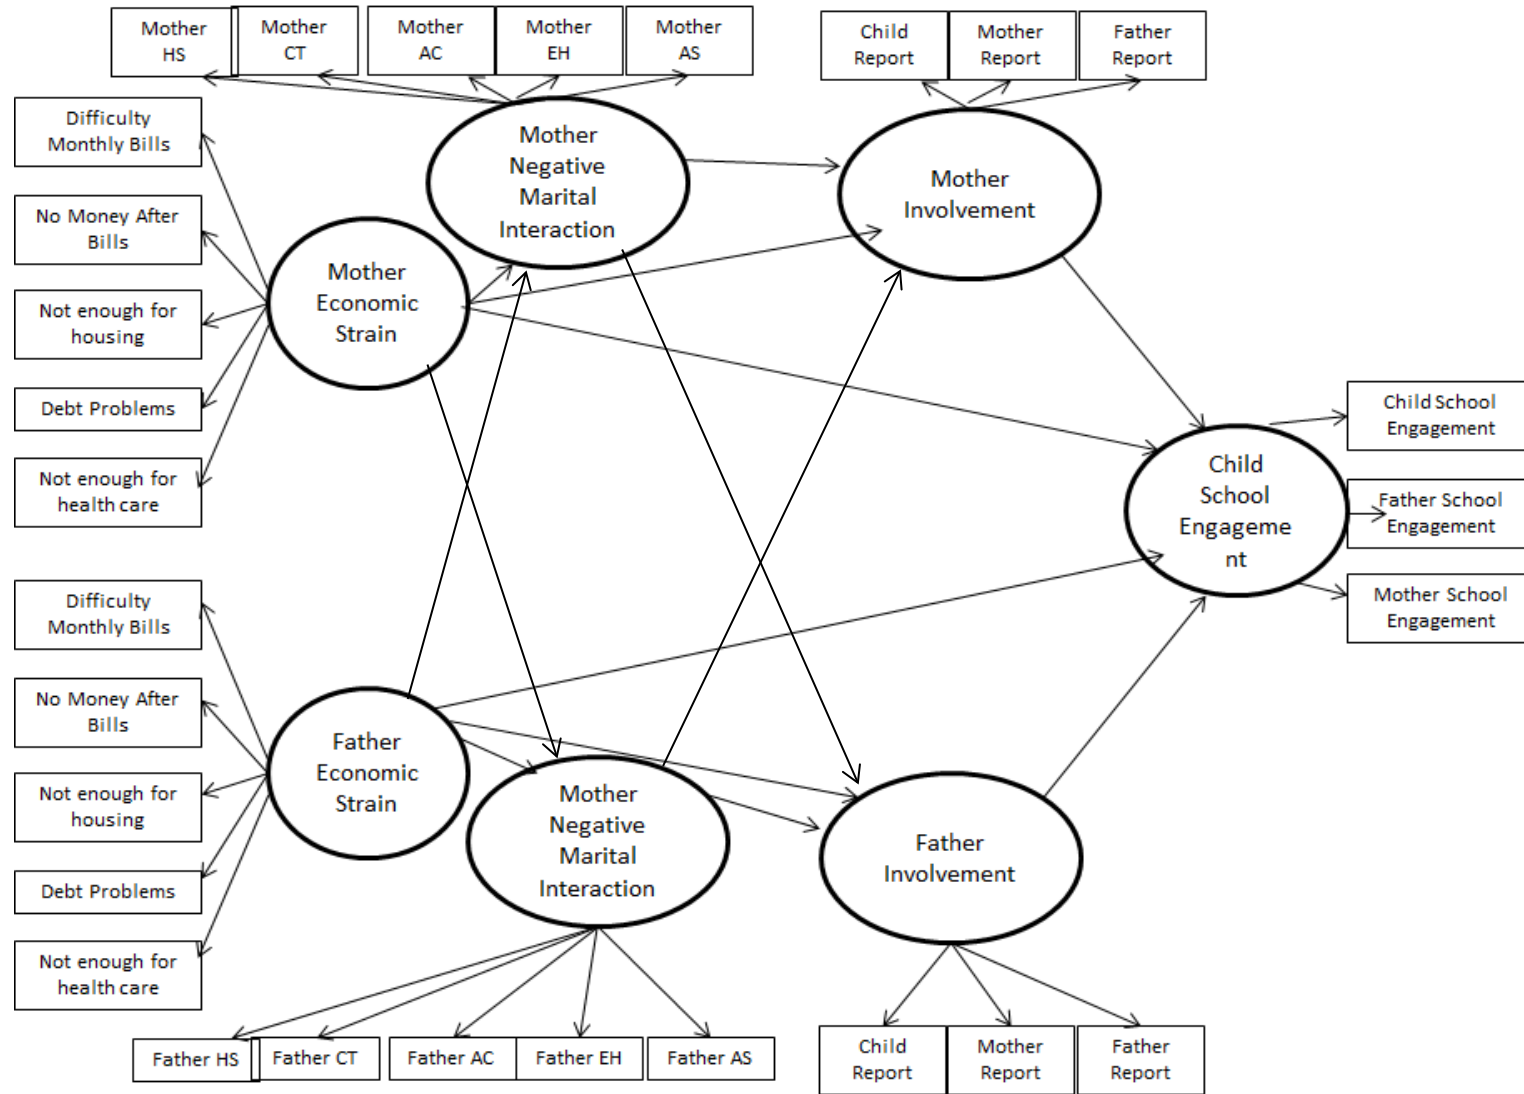 Mother
HS
Mother
CT
Mother
AC
Mother
EH
Mother
AS
Child
Report
Mother
Report
Father
Report
Difficulty
Monthly Bills
No Money After
Bills
Not enough for
housing
Debt Problems
Not enough for
health care
Mother
Negative
Marital
Interaction
Mother
Involvement
Mother
Economic
Strain
Child
School
Engageme
nt
Child School
Engagement
Father School
Engagement
Mother School
Engagement
Difficulty
Monthly Bills
No Money After
Bills
Not enough for
housing
Debt Problems
Not enough for
health care
Father
Economic
Strain
Mother
Negative
Marital
Interaction
Father
Involvement
Father HS
Father CT
Father AC
Father EH
Father AS
Child
Report
Mother
Report
Father
Report